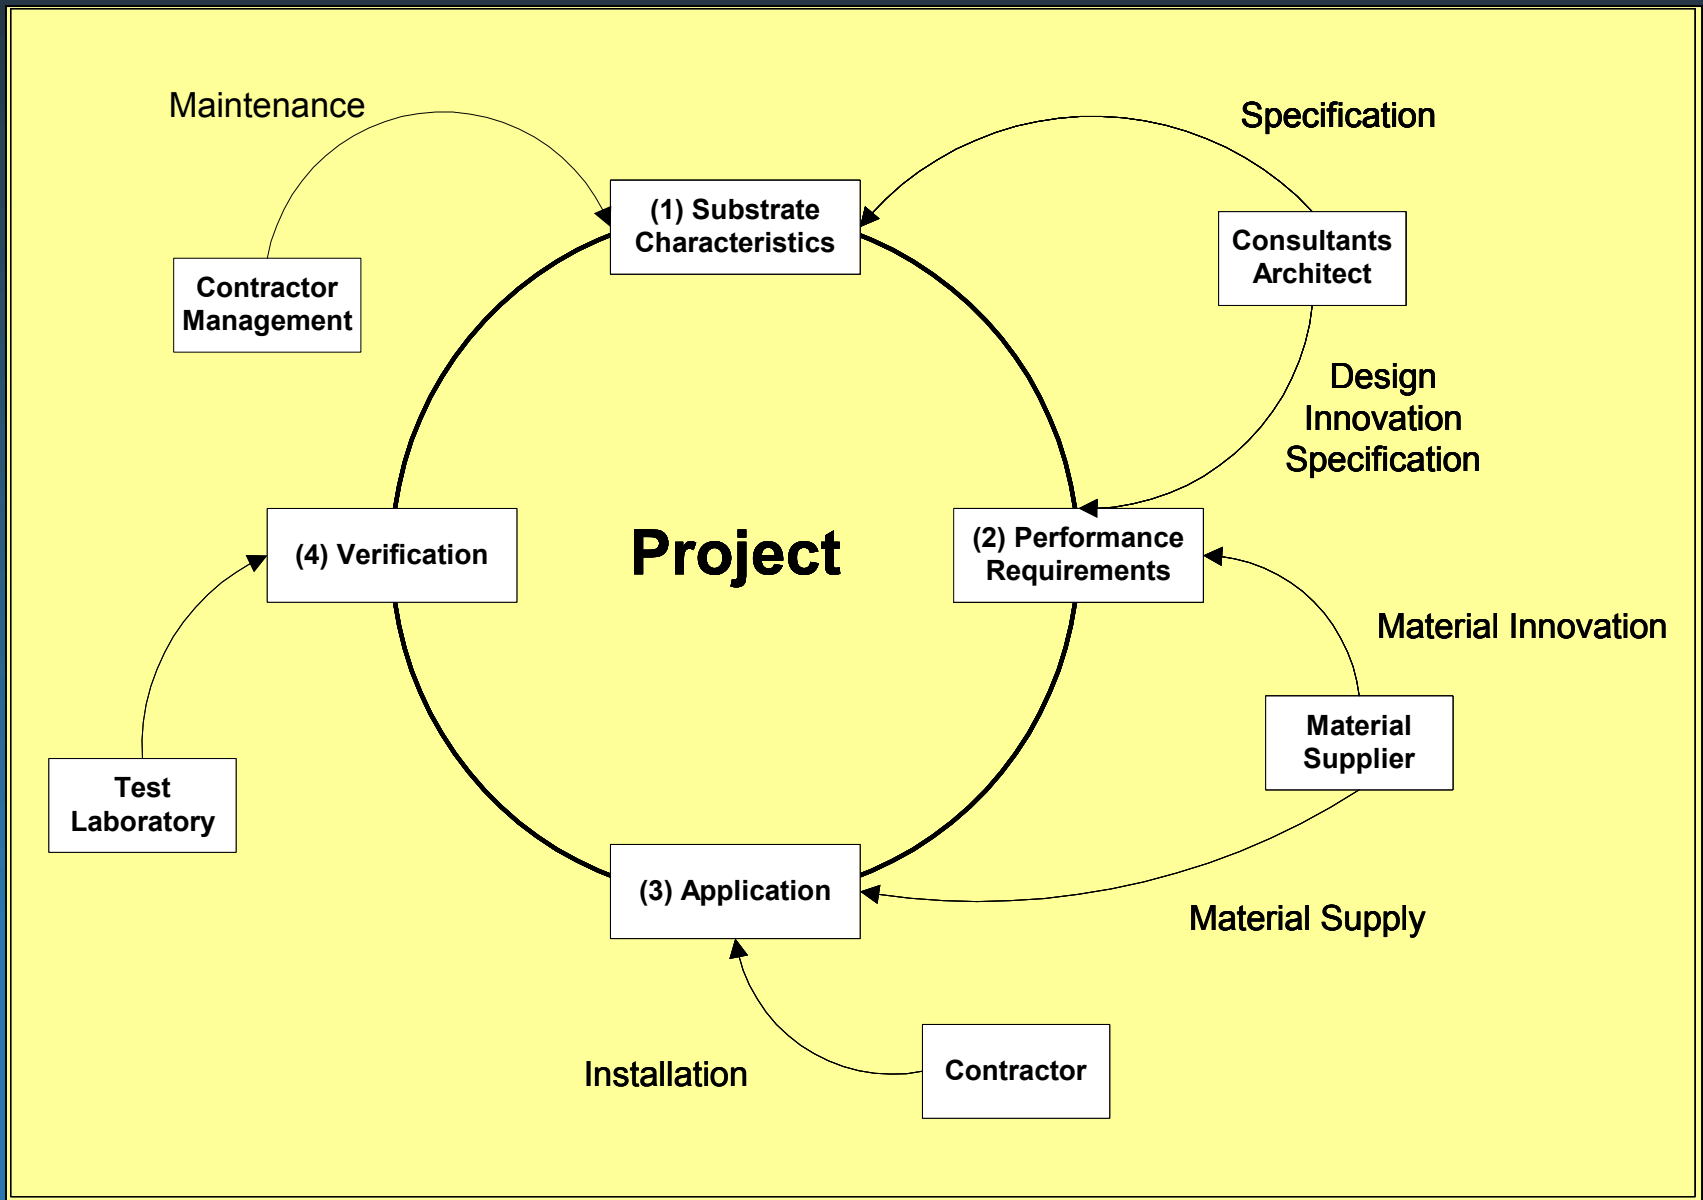 Maintenance
Specification
(1) Substrate
Characteristics
Consultants
Architect
Contractor
Management
Design
Innovation
Specification
Project
(4) Verification
(2) Performance
Requirements
Material Innovation
Material
Supplier
Test
Laboratory
(3) Application
Material Supply
Installation
Contractor